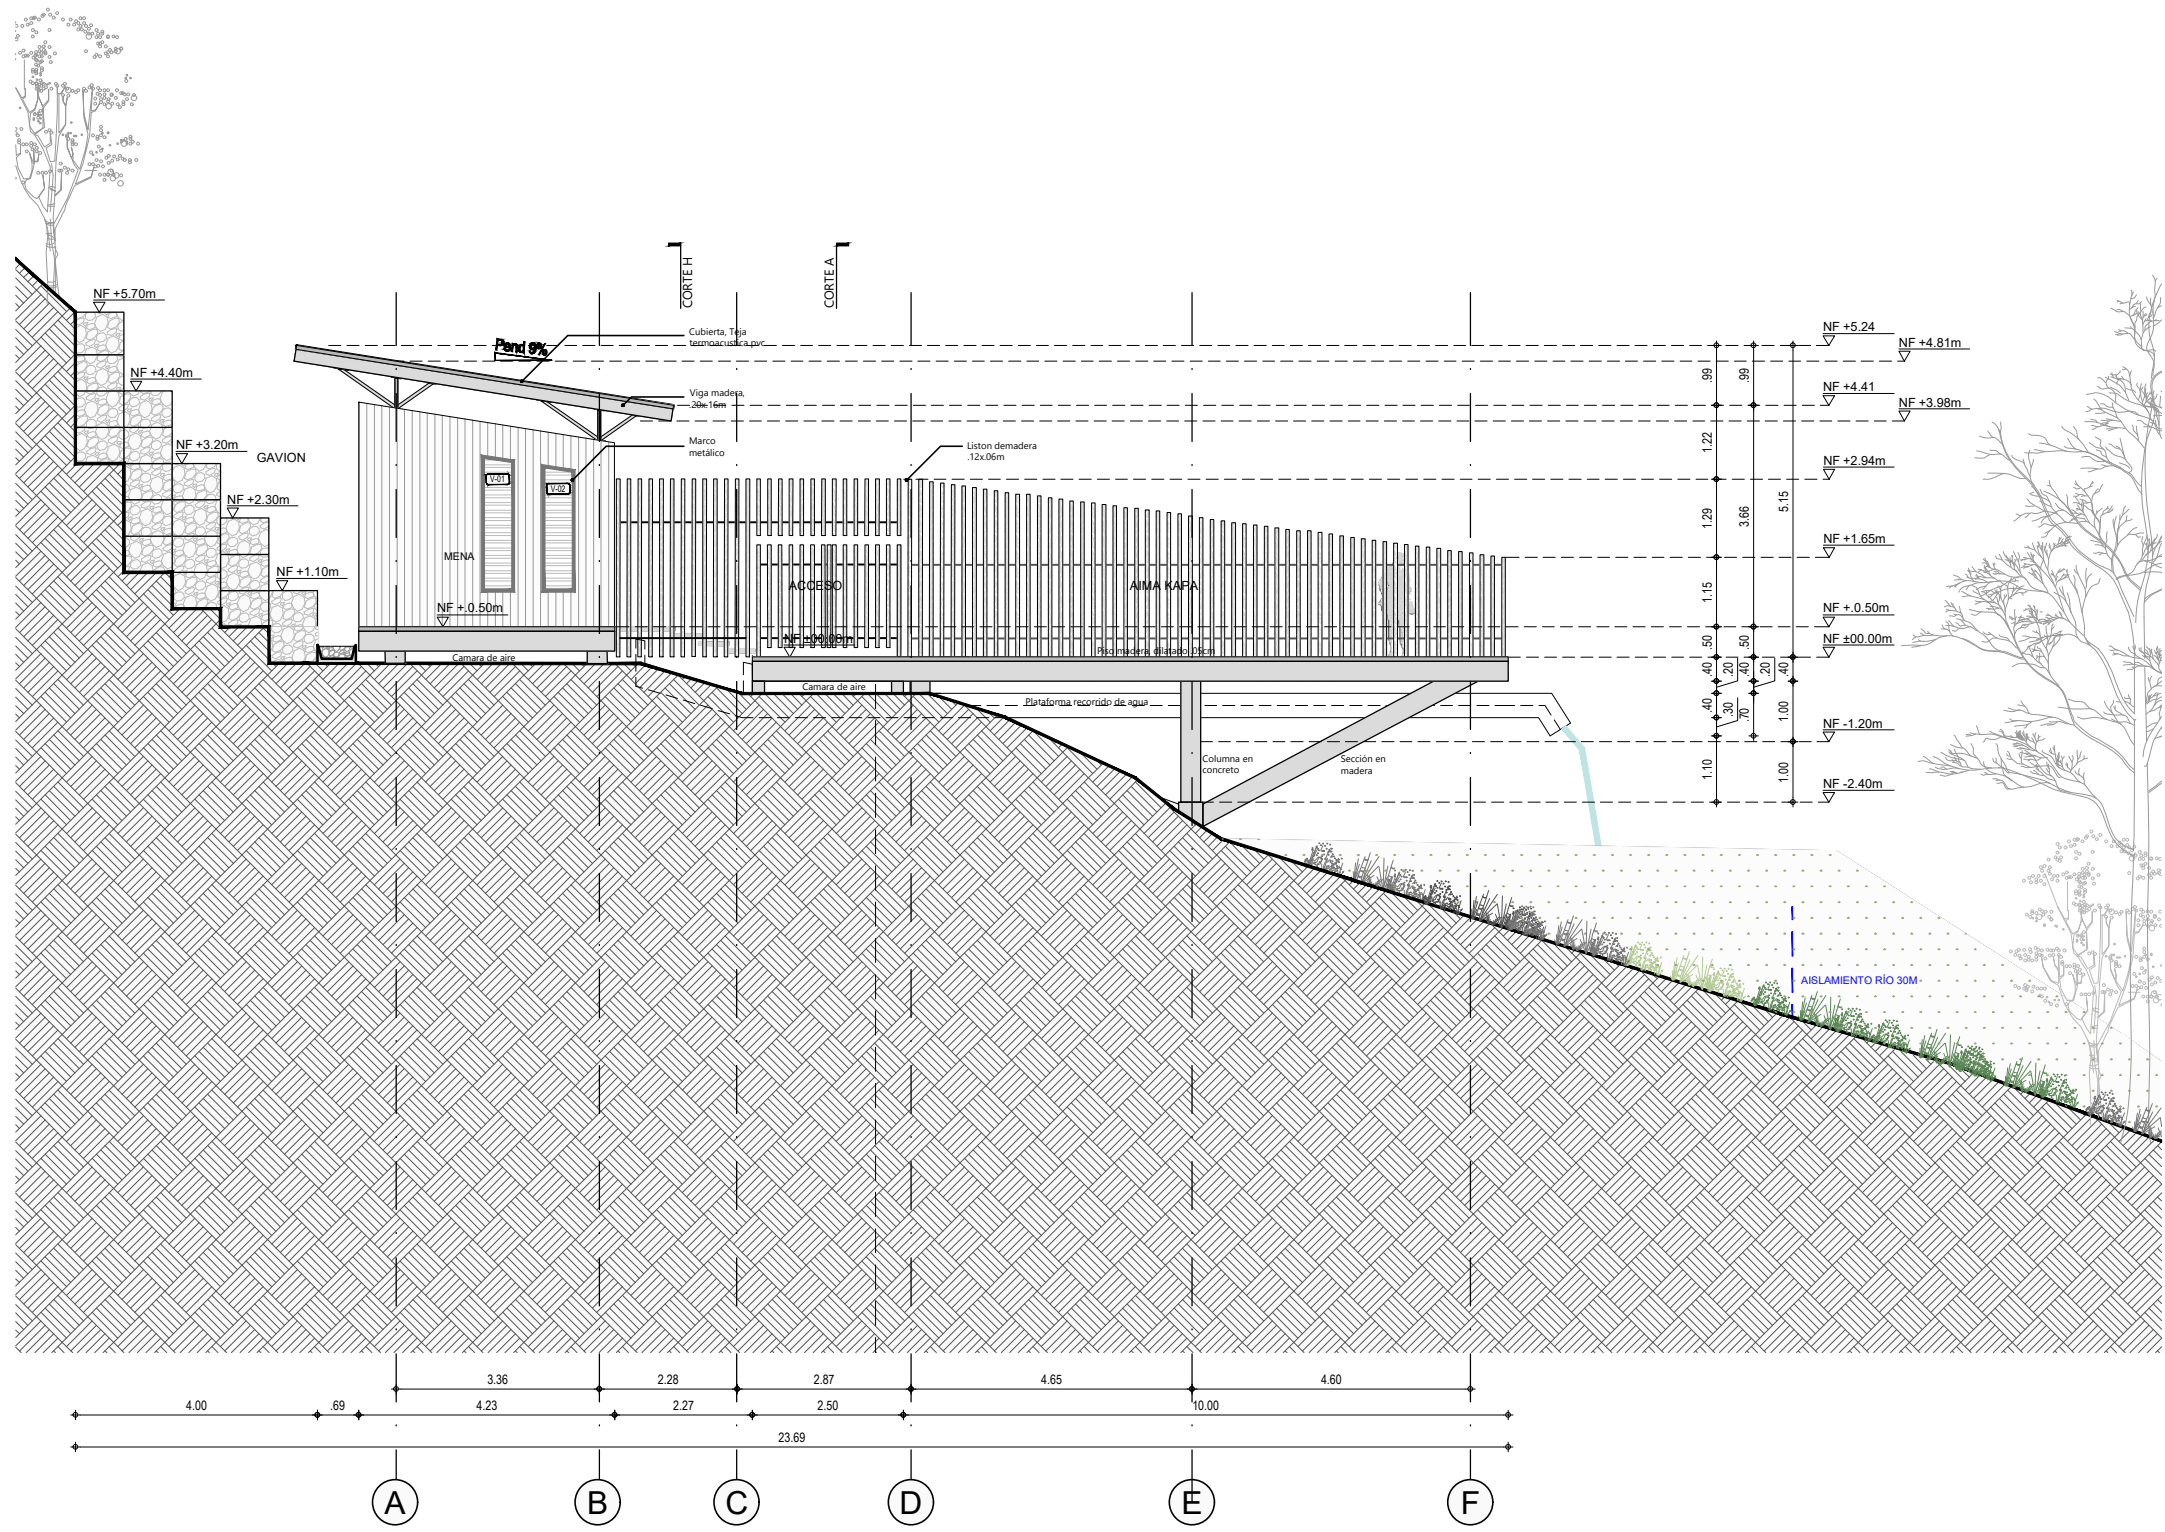 CORTE H
CORTE A
NF +5.70m
NF +4.40m
NF +3.20m
GAVION
NF +2.30m
NF +1.10m
Pend 9%
Cubierta, Teja
termoacustica pvc
Viga madera,
.20x.16m
Marco
metálico
Liston demadera
.12x.06m
V-01
V-02
MENA
NF +.0.50m
ACCESO
AIMA KAPA
NF ±00.00m
Piso madera, dilatado .05cm
Camara de aire
Camara de aire
Plataforma recorrido de agua
Columna en
concreto
Sección en
madera
NF +5.24
NF +4.81m
NF +4.41
NF +3.98m
NF +2.94m
NF +1.65m
NF +.0.50m
NF ±00.00m
NF -1.20m
NF -2.40m
.99
1.22
1.29
1.15
.50
.40
.20
.40
.30
1.10
.99
3.66
.50
.40
.20
.70
5.15
.40
1.00
1.00
AISLAMIENTO RÍO 30M
3.36
2.28
2.87
4.65
4.60
4.00
.69
4.23
2.27
2.50
10.00
23.69
A
B
C
D
E
F